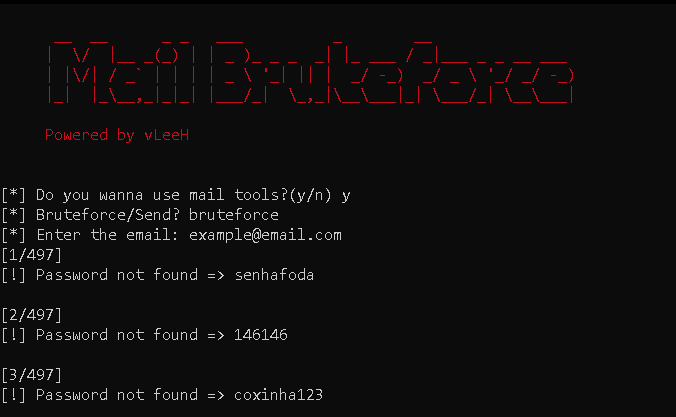 Mail Bruteforce
Powered by vLeeH
[*] Do you wanna use mail tools?(y/n) y
[*] Bruteforce/Send? bruteforce
[*] Enter the email: example@email.com
[1/497]
[!] Password not found => senhafoda
[2/497]
[!] Password not found => 146146
[3/497]
[!] Password not found => coxinha123